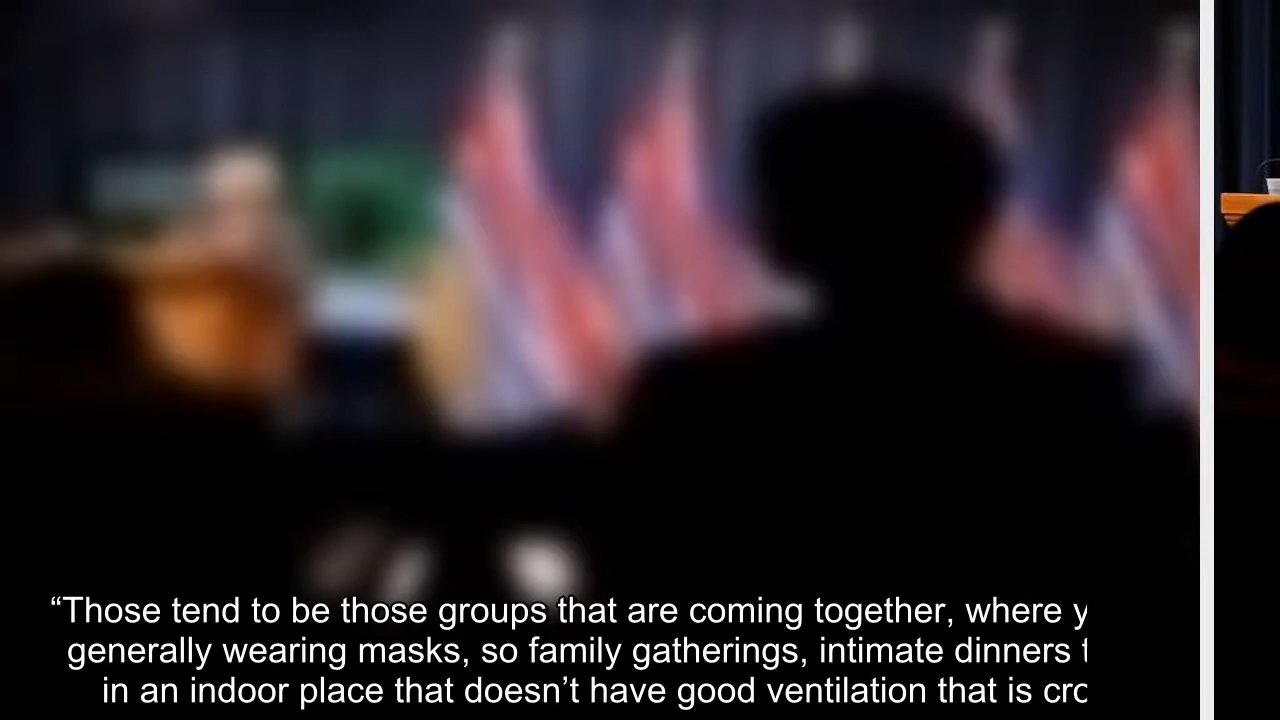 “Those tend to be those groups that are coming together, where
generally wearing masks, so family gatherings, intimate dinners
in an indoor place that doesn’t have good ventilation that is